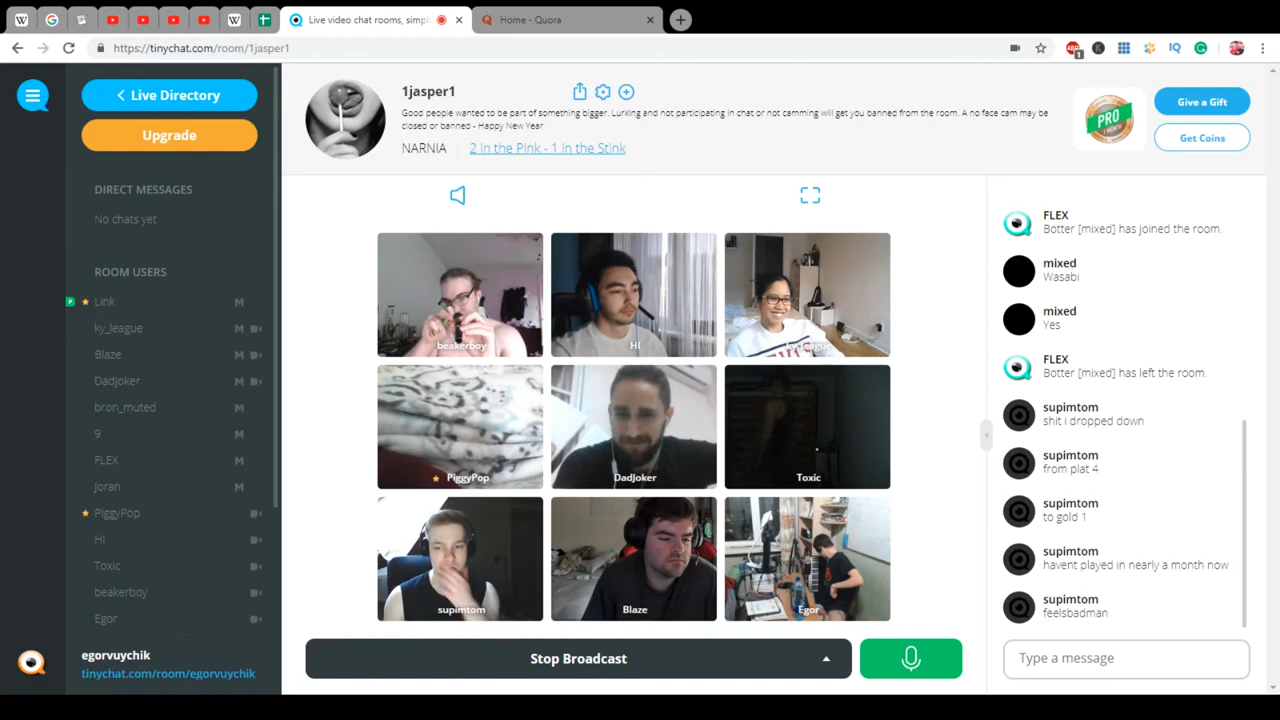 Live video chat rooms, simpl
Home - Quora
https://tinychat.com/room/1jasper1
1
IQ
Live Directory
Upgrade
DIRECT MESSAGES
No chats yet
ROOM USERS
Link M
ky_league M
Blaze M
DadJoker M
bron_muted M
9 M
FLEX M
Joran M
PiggyPop
HI
Toxic
beakerboy
Egor
egorvuychik
tinychat.com/room/egorvuychik
1jasper1
Good people wanted to be part of something bigger. Lurking and not participating in chat or not camming will get you banned from the room. A no face cam may be
closed or banned - Happy New Year
NARNIA
2 in the Pink - 1 in the Stink
PRO
1 MONTH
Give a Gift
Get Coins
beakerboy
HI
PiggyPop
DadJoker
Toxic
supimtom
Blaze
Egor
Stop Broadcast
FLEX
Botter [mixed] has joined the room.
mixed
Wasabi
mixed
Yes
FLEX
Botter [mixed] has left the room.
supimtom
shit i dropped down
supimtom
from plat 4
supimtom
to gold 1
supimtom
havent played in nearly a month now
supimtom
feelsbadman
Type a message